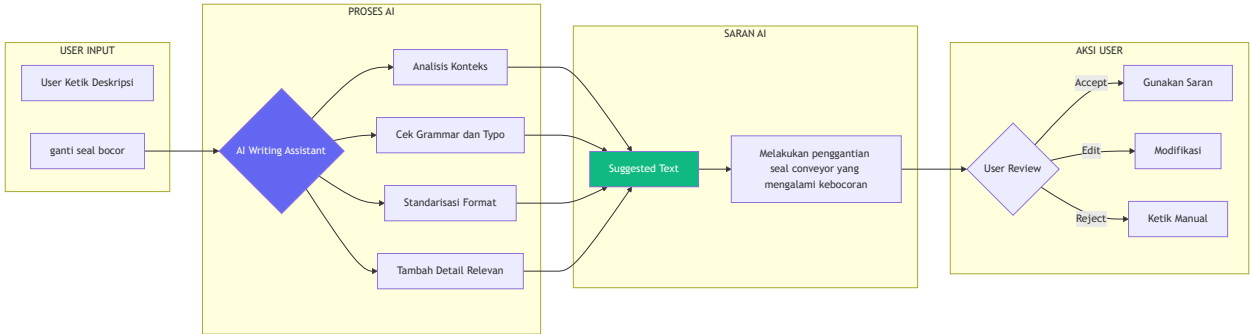 USER INPUT
User Ketik Deskripsi
ganti seal bocor
PROSES AI
AI Writing Assistant
Analisis Konteks
Cek Grammar dan Typo
Standarisasi Format
Tambah Detail Relevan
SARAN AI
Suggested Text
Melakukan penggantian
seal conveyor yang
mengalami kebocoran
AKSI USER
User Review
Accept
Gunakan Saran
Edit
Modifikasi
Reject
Ketik Manual